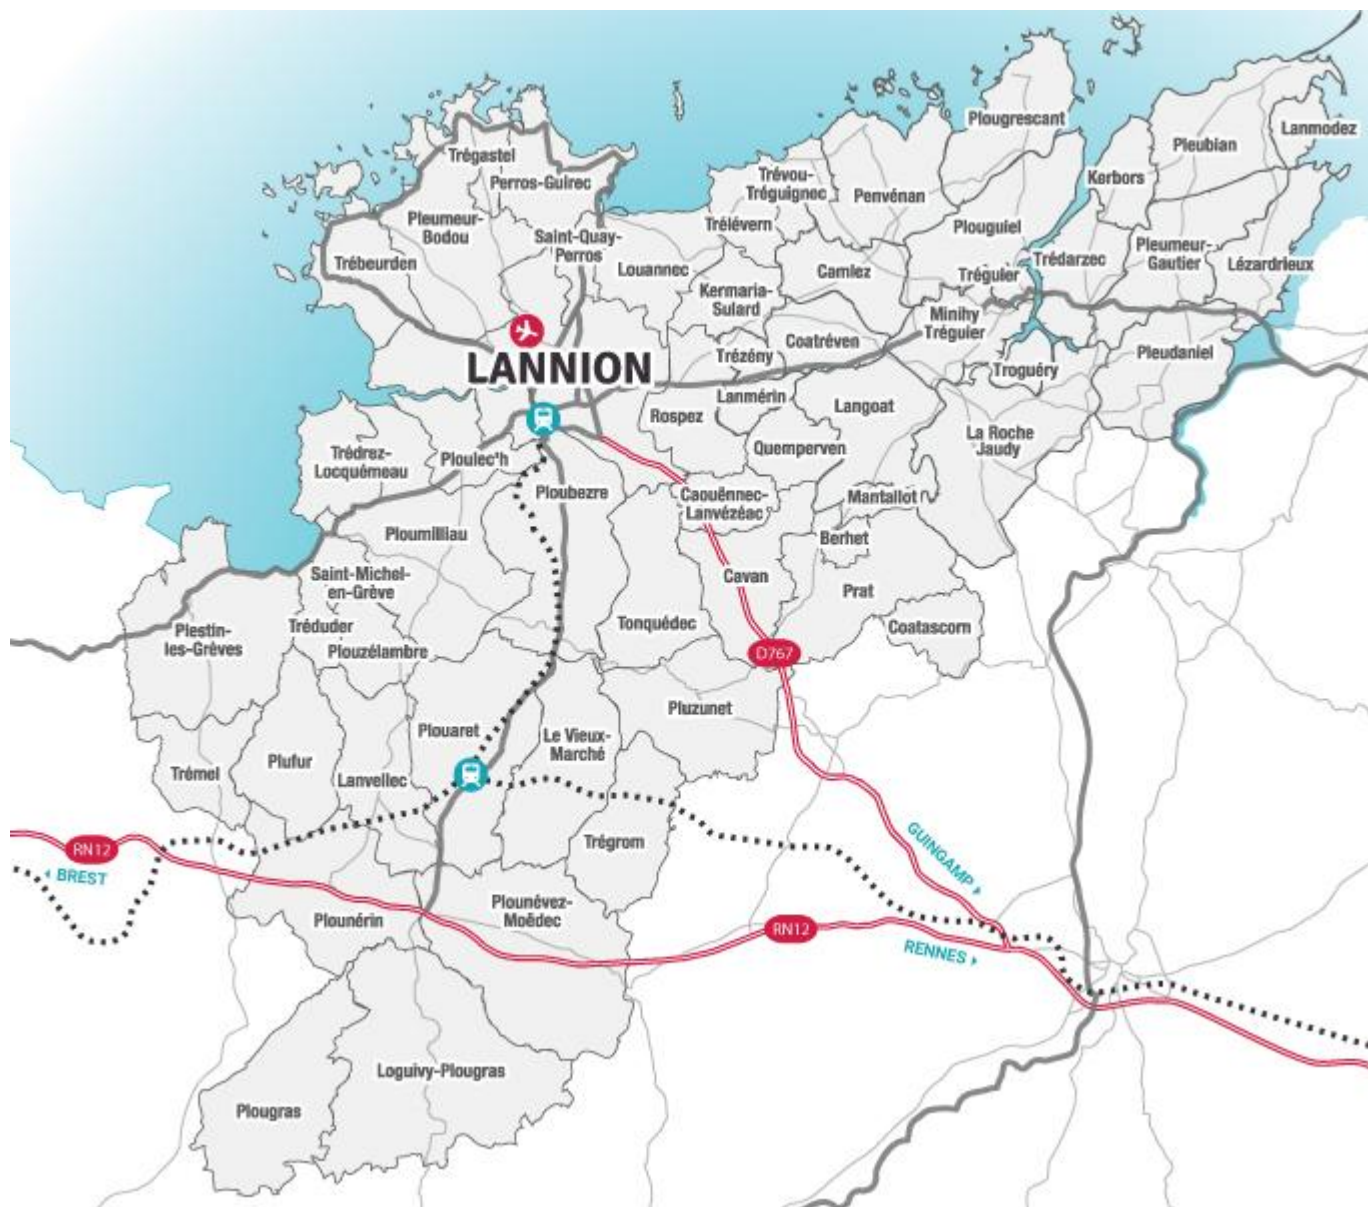 Plougrescant
Lanmodez
Pleubian
Trégastel
Perros-Guirec
Trévou-
Tréguignec
Penvénan
Kerbors
Pleumeur-
Bodou
Trélévern
Plouguiel
Saint-Quay-
Perros
Pleumeur-
Gautier
Trébeurden
Louannec
Camlez
Tréguier
Trédarzec
Lézardrieux
Kermaria-
Sulard
Minihy
Tréguier
Coatréven
Trézény
Pleudaniel
LANNION
Troguéry
Lanmérin
Langoat
Rospez
La Roche
Jaudy
Quemperven
Trédrez-
Locquémeau
Ploulec'h
Ploubezre
Caouënnec-
Lanvézéac
Mantallot
Ploumilliau
Berhet
Saint-Michel-
en-Grève
Cavan
Prat
Plestin-
les-Grèves
Tréduder
Tonquédec
Coatascorn
Plouzélambre
D767
Pluzunet
Plouaret
Le Vieux-
Marché
Trémel
Plufur
Lanvellec
Trégrom
RN12
GUINGAMP
BREST
Plounévez-
Moëdec
Plounérin
RN12
RENNES
Loguivy-Plougras
Plougras